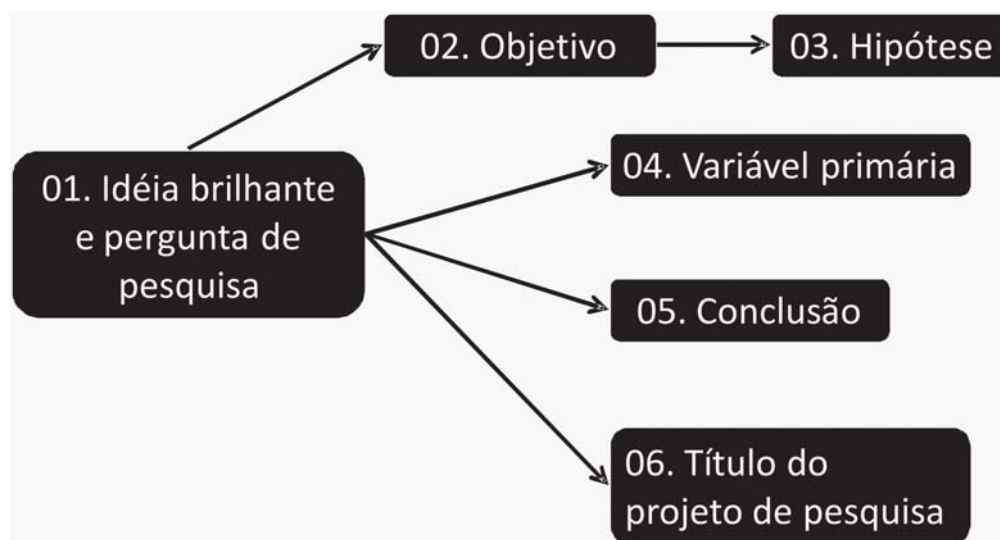 02. Objetivo
03. Hipótese
01. Idéia brilhante
e pergunta de
pesquisa
04. Variável primária
05. Conclusão
06. Título do
projeto de pesquisa